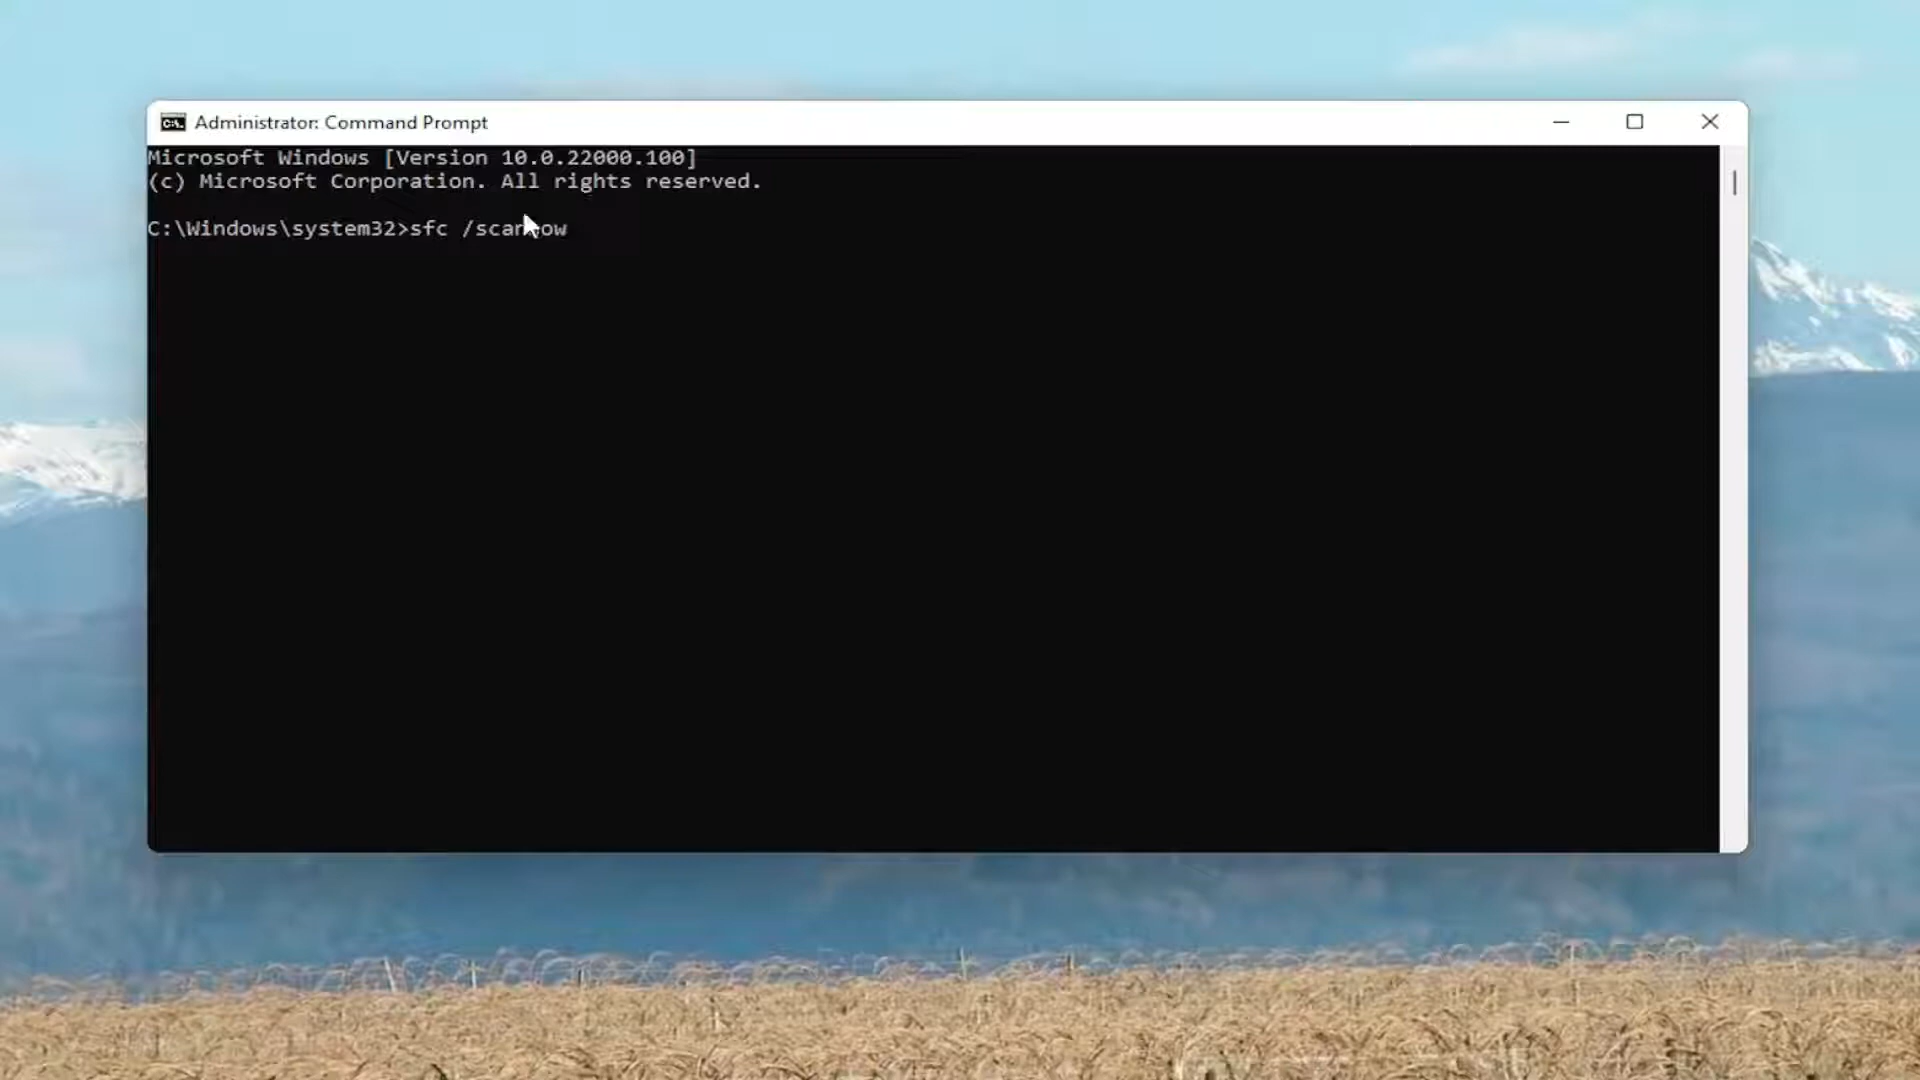 Administrator: Command Prompt
Microsoft Windows [Version 10.0.22000.100]
(c) Microsoft Corporation. All rights reserved.
C:\Windows\system32>sfc /scannow